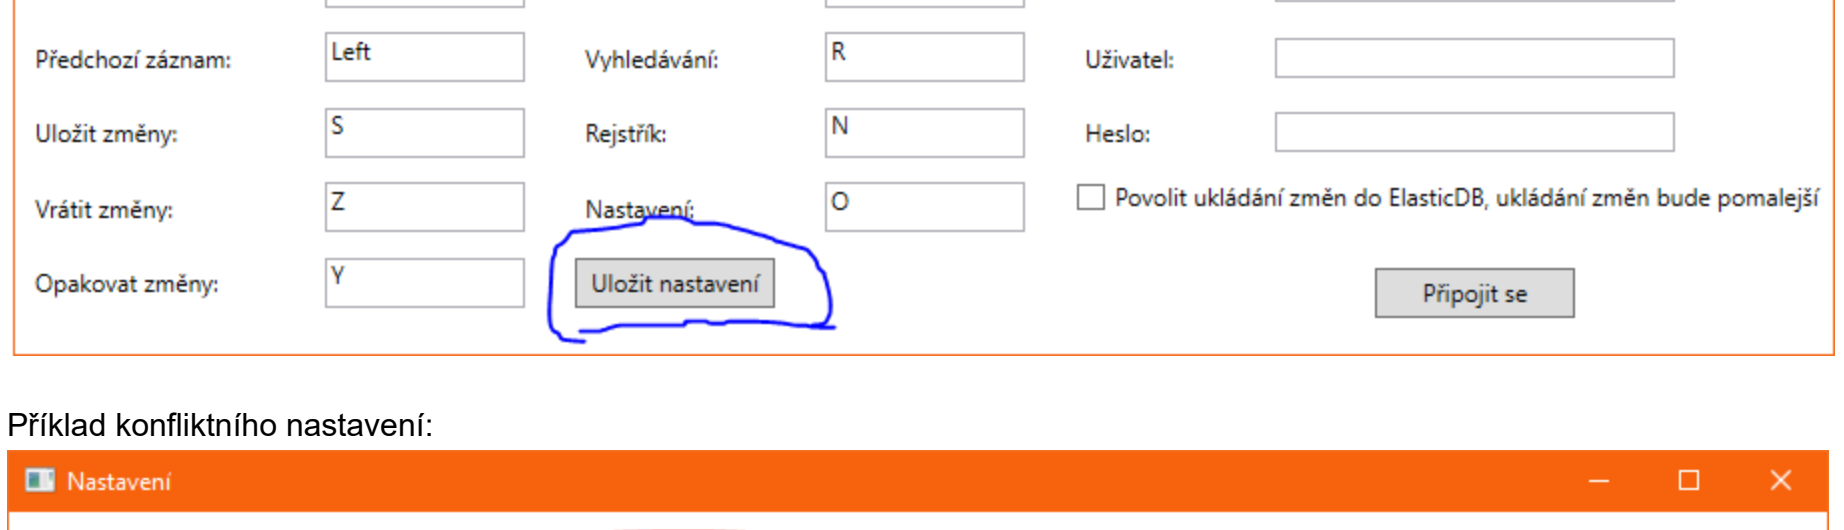 Předchozí záznam: Left Vyhledávání: R Uživatel:
Uložit změny: S Rejstřík: N Heslo:
Vrátit změny: Z Nastavení: O Povolit ukládání změn do ElasticDB, ukládání změn bude pomalejší
Opakovat změny: Y Uložit nastavení Připojit se
Příklad konfliktního nastavení:
Nastavení